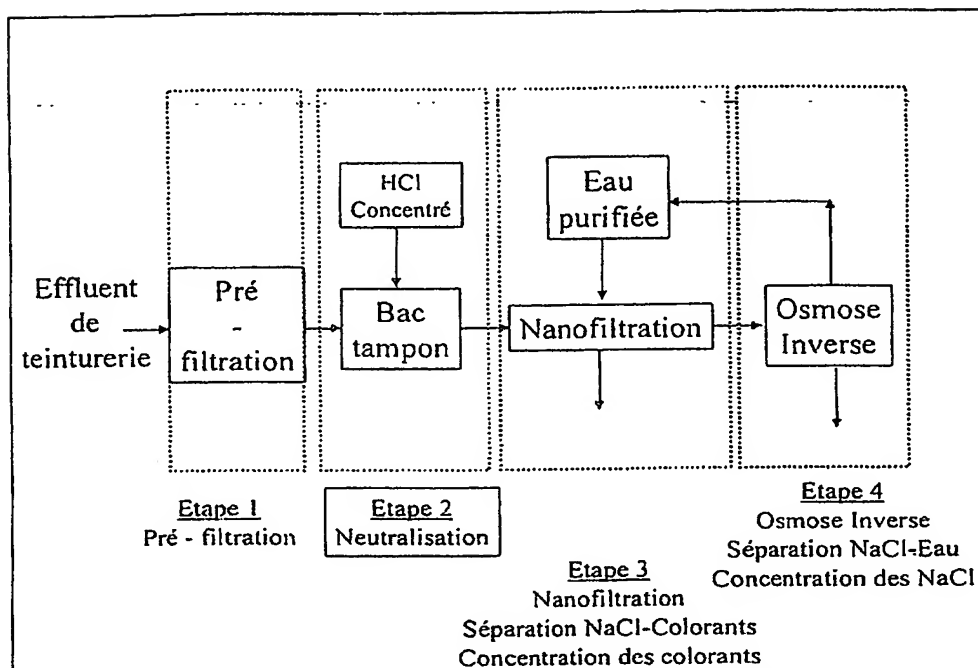 HCl
Concentré
Eau
purifiée
Effluent
de
teinturerie
Pré
-
filtration
Bac
tampon
Nanofiltration
Osmose
Inverse
Etape 1
Pré - filtration
Etape 2
Neutralisation
Etape 3
Nanofiltration
Séparation NaCl-Colorants
Concentration des colorants
Etape 4
Osmose Inverse
Séparation NaCl-Eau
Concentration des NaCl